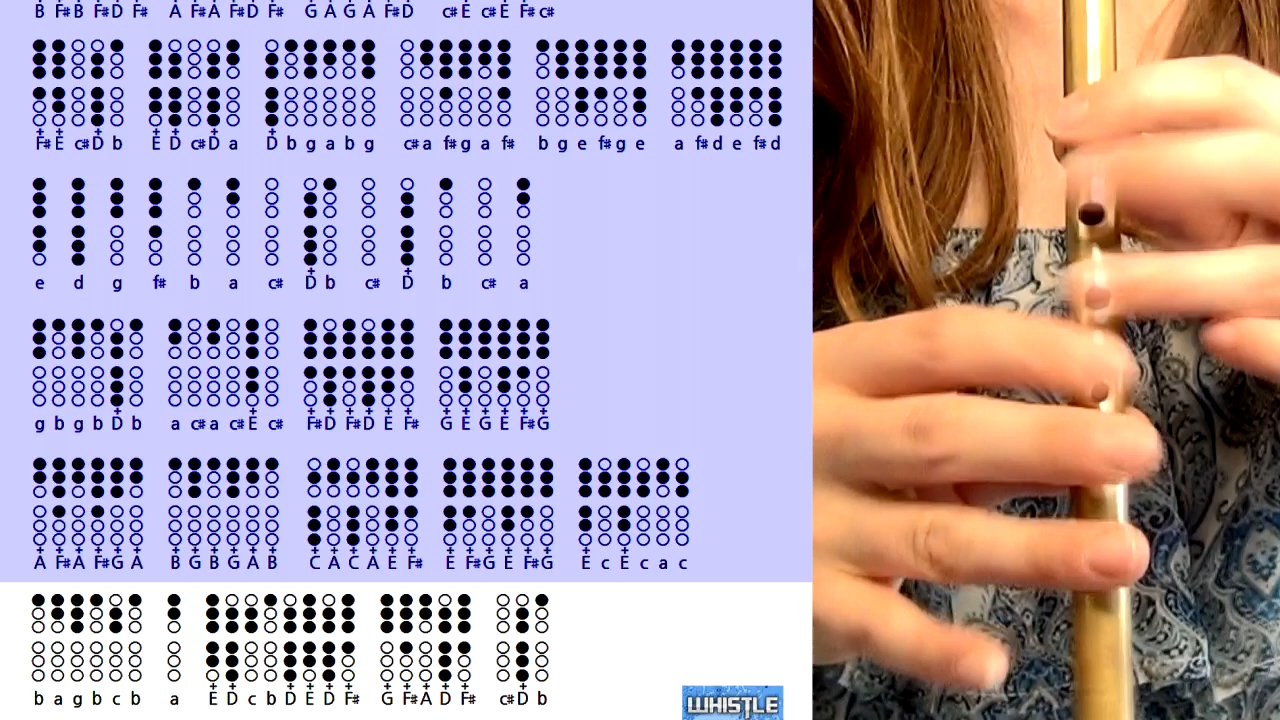 B F#B F#D F# A F#A F#D F# G A G A F#D c#E c#E F#c#
F#E c#D b E D c#D a D b g a b g c#a f#g a f# b g e f#g e a f#d e f#d
e d g f# b a c# D b c# D b c# a
g b g b D b a c#a c#E c# F#D F#D E F# G E G E F#G
A F#A F#G A B G B G A B C A C A E F# E F#G E F#G E c E c a c
b a g b c b a E D c b D E D F# G F#A D F# c#D b
WHISTLE